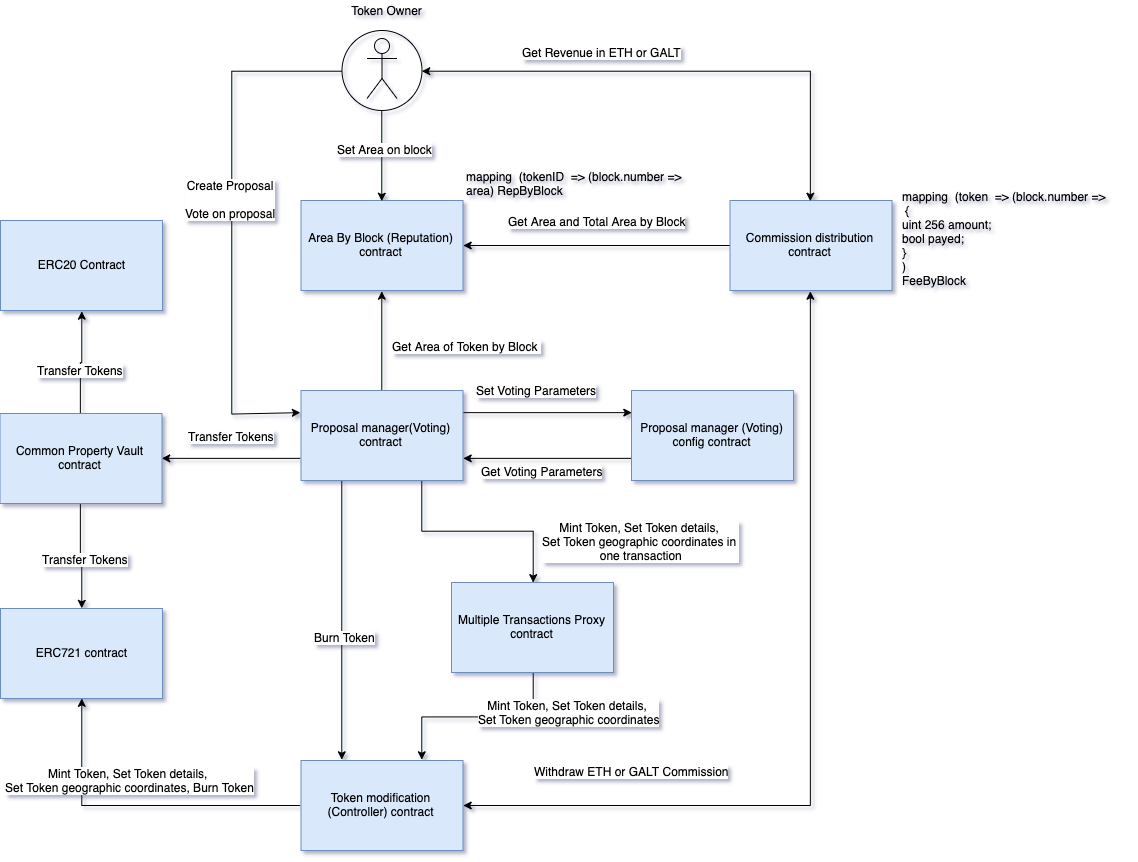 Token Owner
Get Revenue in ETH or GALT
Set Area on block
Create Proposal
Vote on proposal
mapping (tokenID => (block.number =>
area) RepByBlock
mapping (token => (block.number =>
{
uint 256 amount;
bool payed;
}
)
FeeByBlock
Area By Block (Reputation)
contract
Get Area and Total Area by Block
Commission distribution
contract
ERC20 Contract
Get Area of Token by Block
Transfer Tokens
Set Voting Parameters
Common Property Vault
contract
Transfer Tokens
Proposal manager(Voting)
contract
Proposal manager (Voting)
config contract
Get Voting Parameters
Mint Token, Set Token details,
Set Token geographic coordinates in
one transaction
Transfer Tokens
Multiple Transactions Proxy
contract
Burn Token
ERC721 contract
Mint Token, Set Token details,
Set Token geographic coordinates
Withdraw ETH or GALT Commission
Mint Token, Set Token details,
Set Token geographic coordinates, Burn Token
Token modification
(Controller) contract